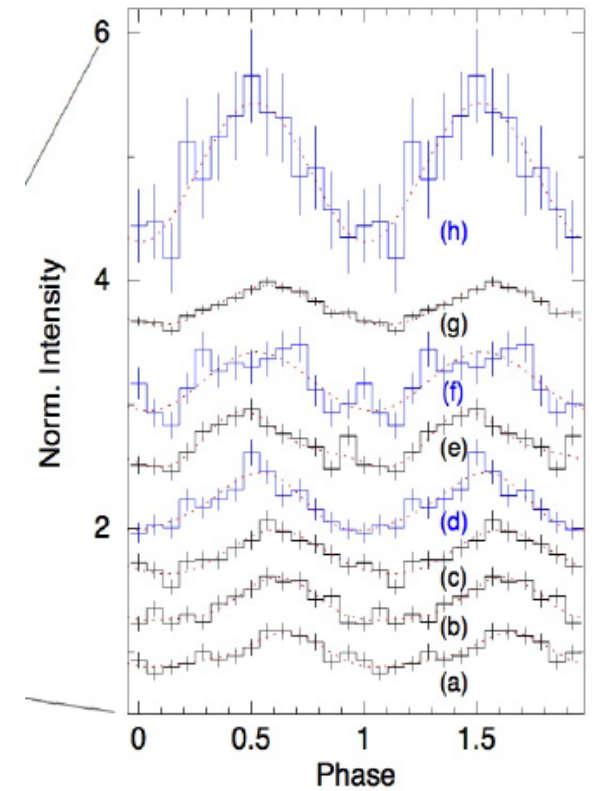 6
4
2
Norm. Intensity
(h)
(g)
(f)
(e)
(d)
(c)
(b)
(a)
0 0.5 1 1.5
Phase